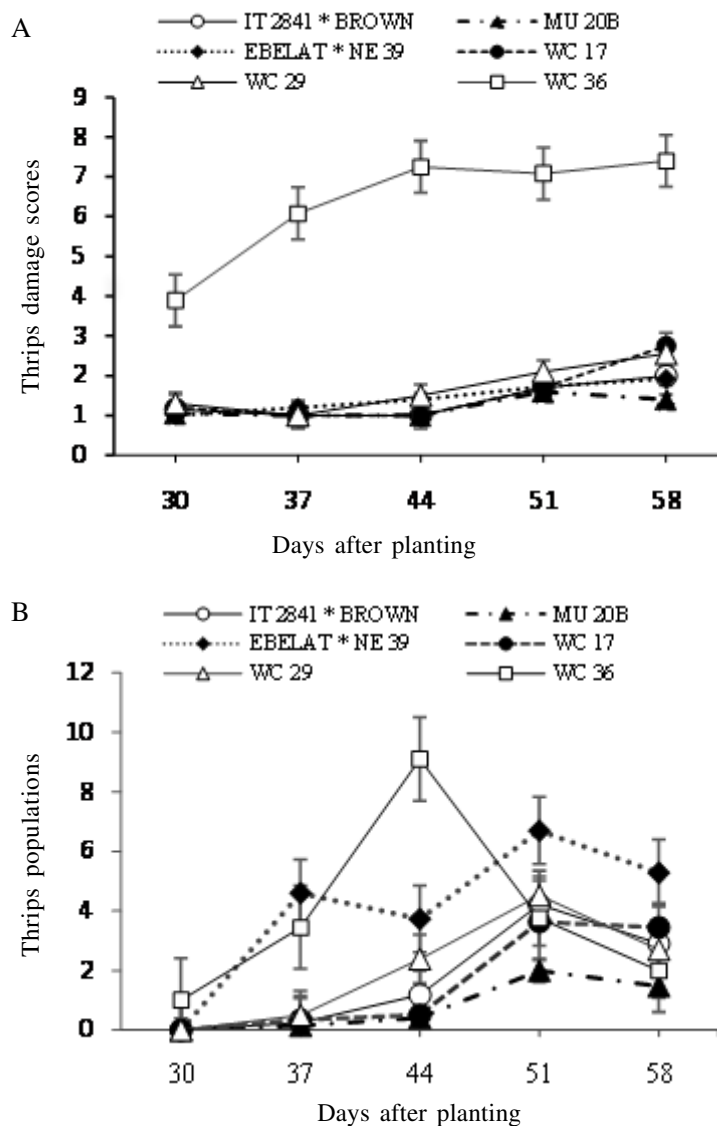 A
IT 2841 * BROWN MU 20B
EBELAT * NE 39 WC 17
WC 29 WC 36
9
8
7
6
5
4
3
2
1
0
Thrips damage scores
30 37 44 51 58
Days after planting
B
IT 2841 * BROWN MU 20B
EBELAT * NE 39 WC 17
WC 29 WC 36
12
10
8
6
4
2
0
Thrips populations
30 37 44 51 58
Days after planting